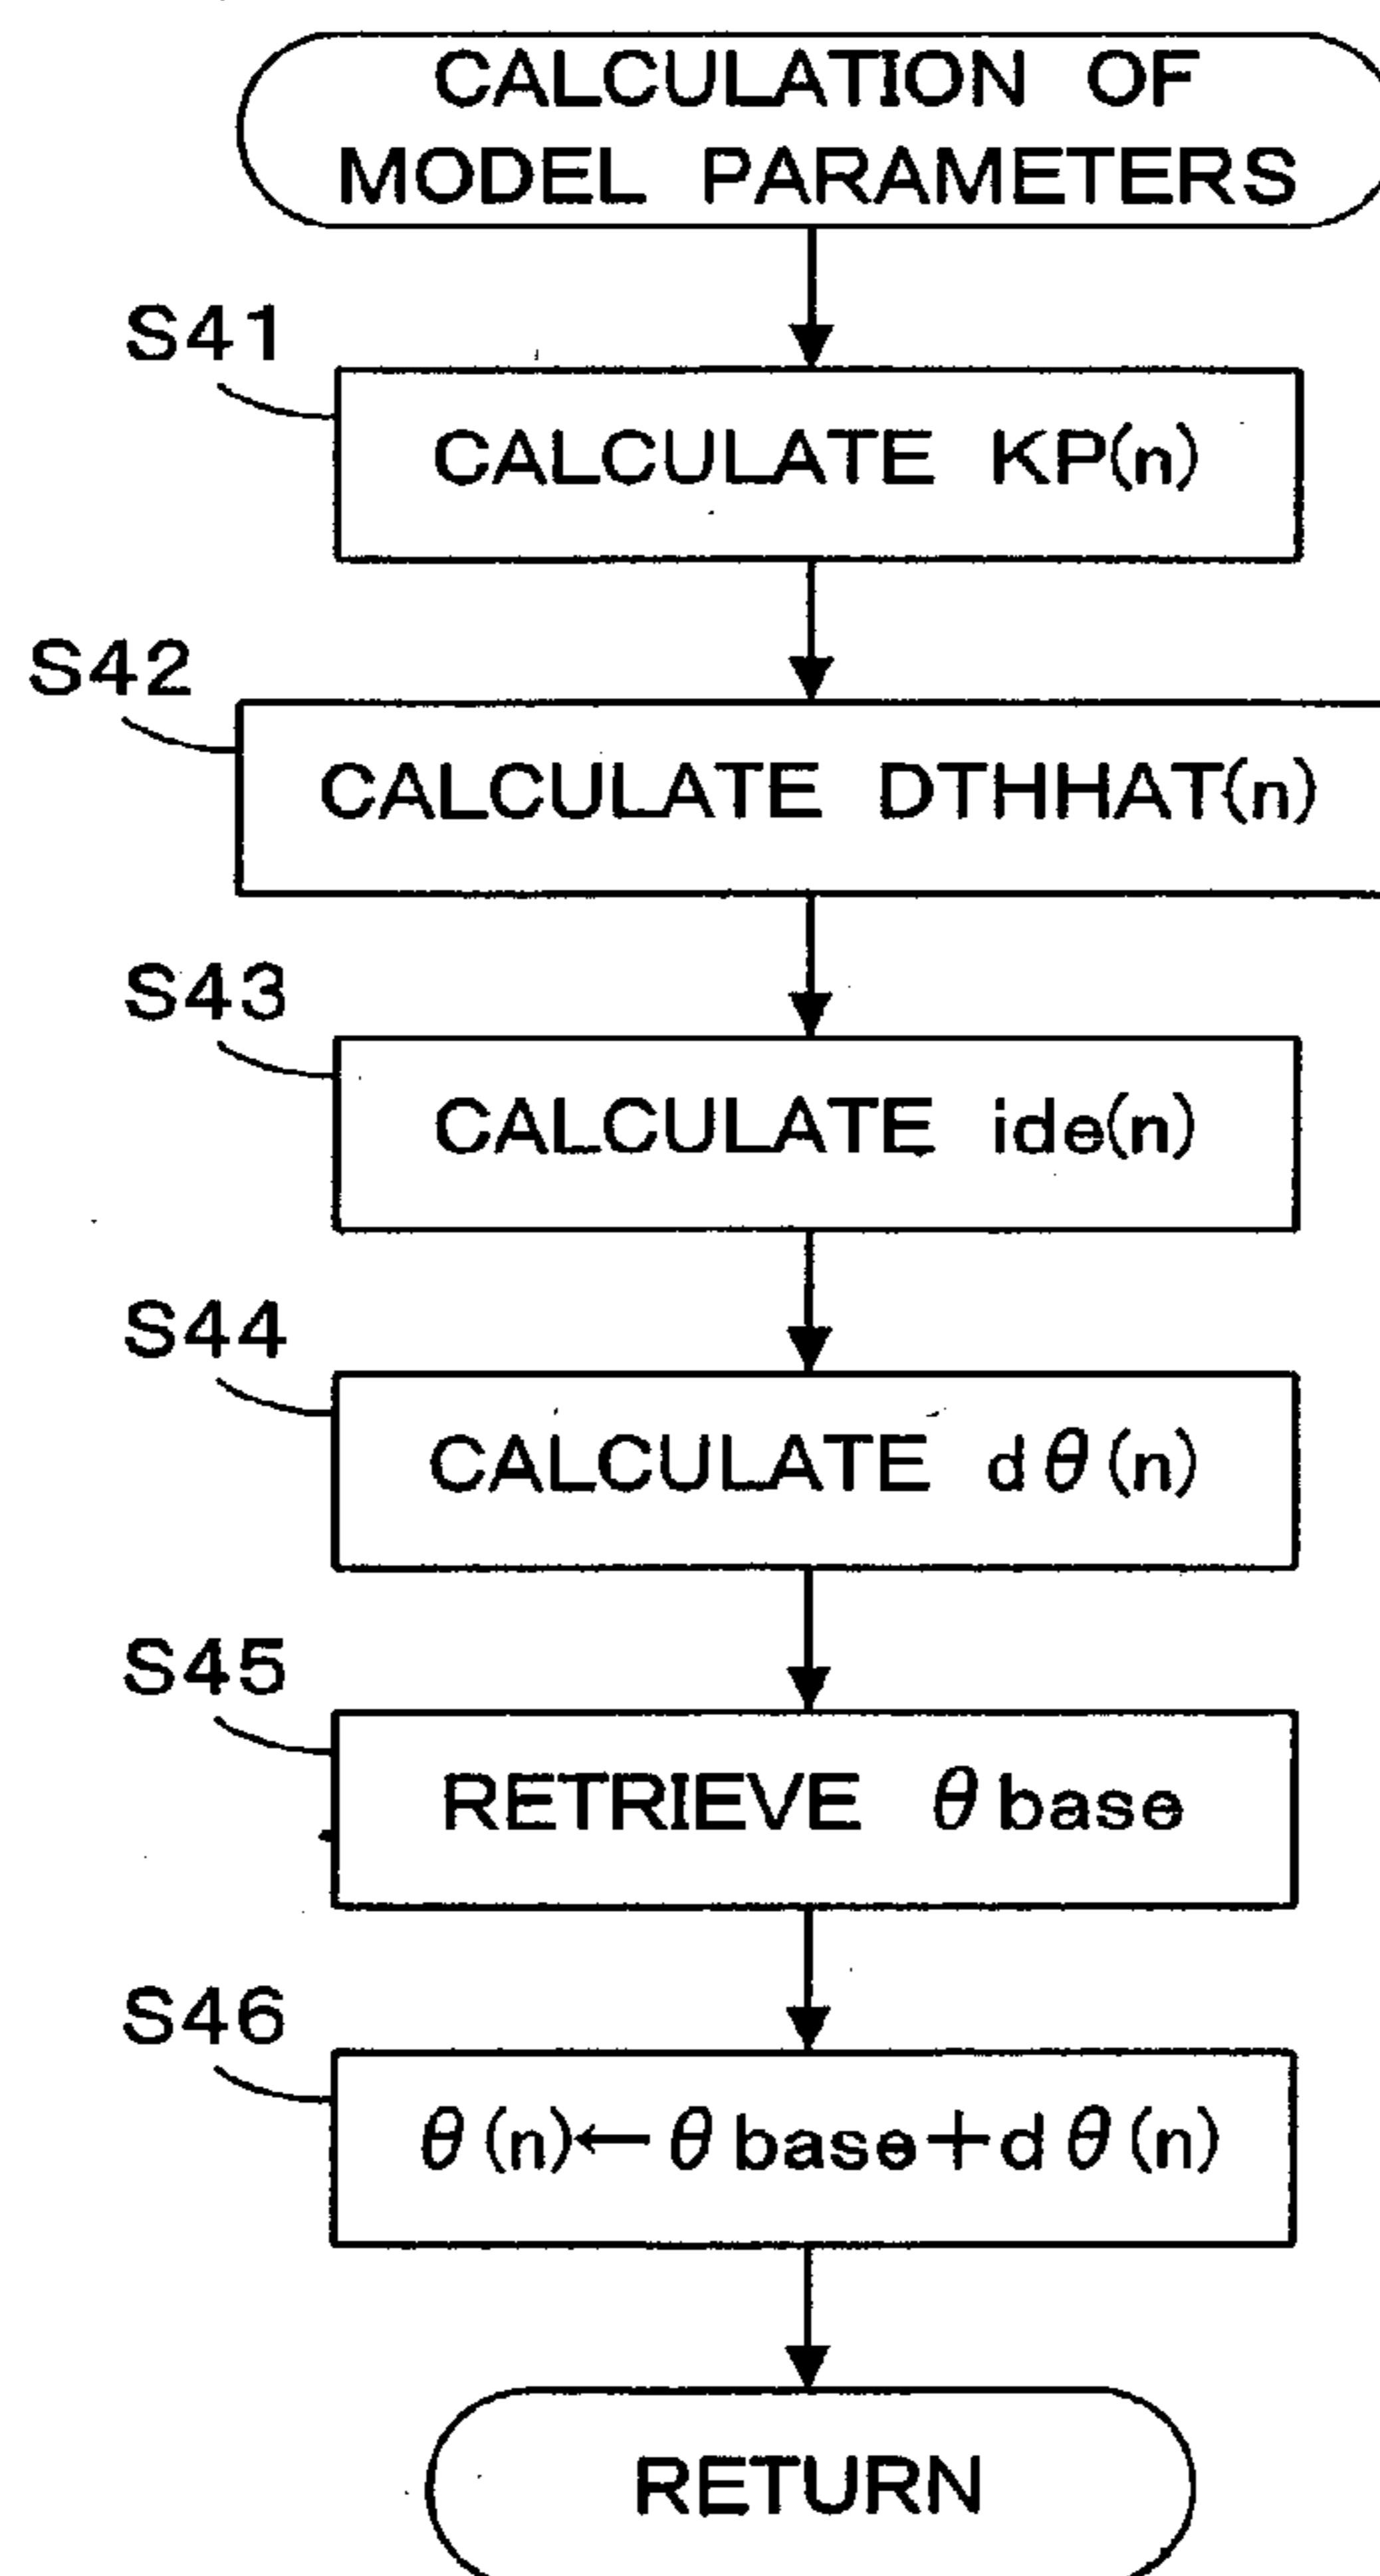 CALCULATION OF
MODEL PARAMETERS
S41
CALCULATE KP(n)
S42
CALCULATE DTHHAT(n)
S43
CALCULATE ide(n)
S44
CALCULATE dθ(n)
S45
RETRIEVE θbase
S46
θ(n)←θbase+dθ(n)
RETURN